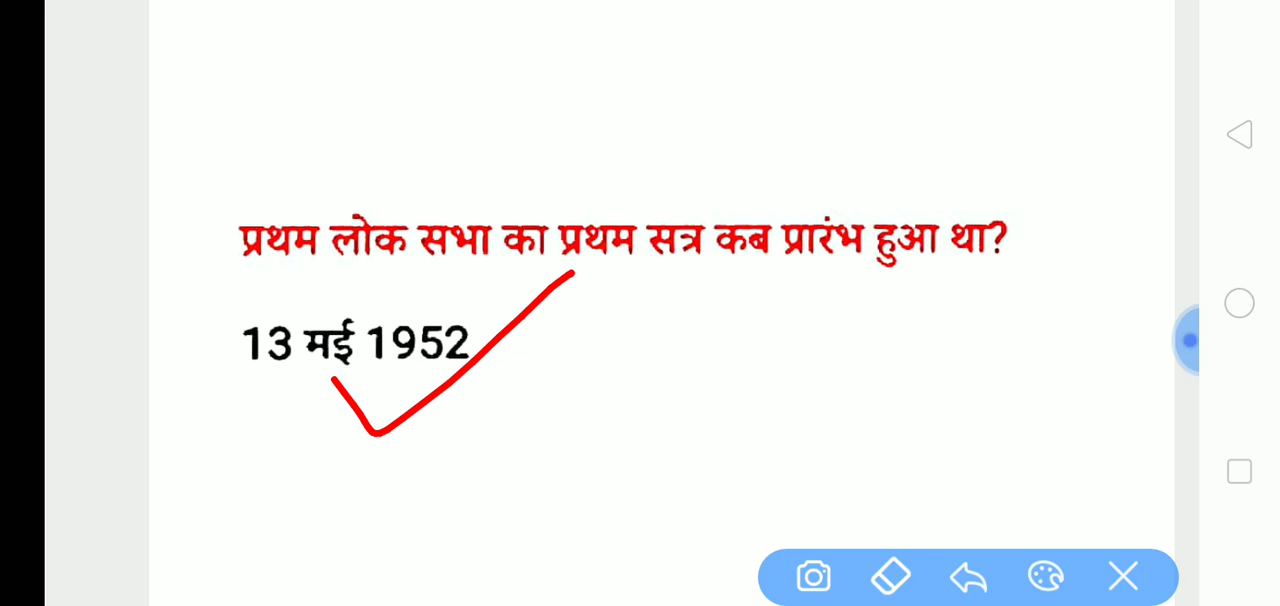 प्रथम लोक सभा का प्रथम सत्र कब प्रारंभ हुआ था?
13 मई 1952